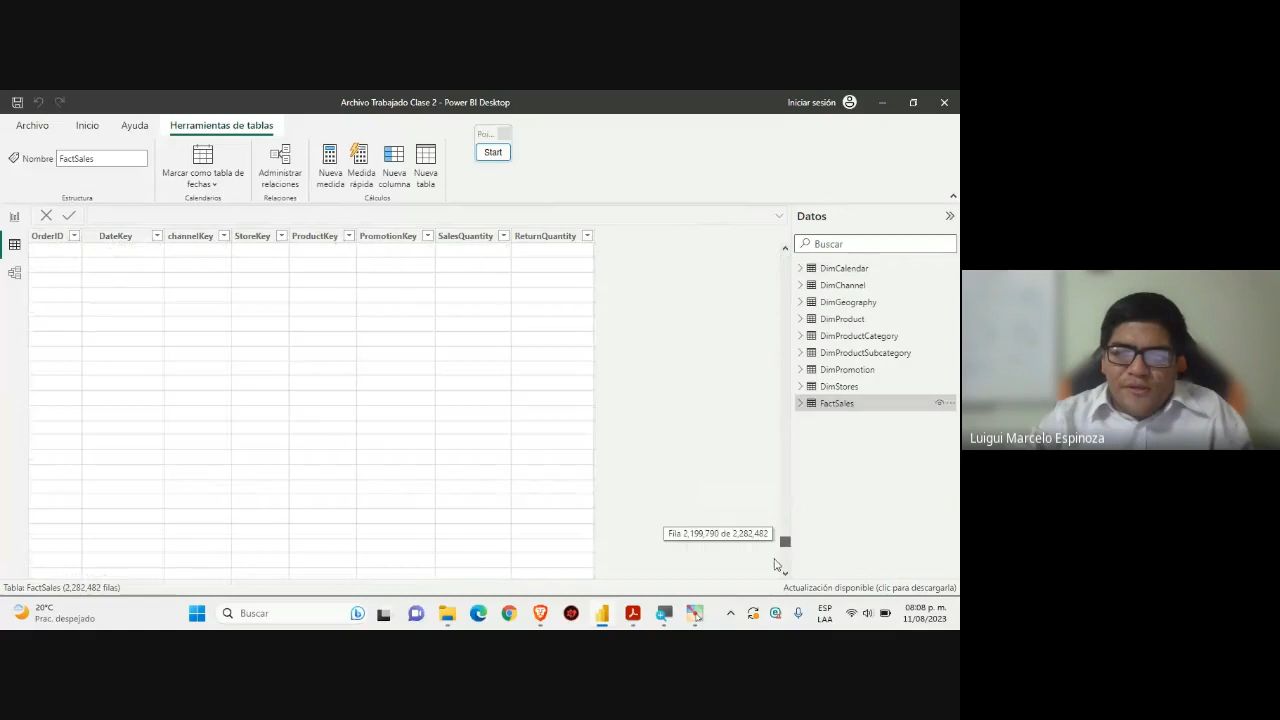 Archivo Trabajado Clase 2 - Power BI Desktop
Iniciar sesión
Archivo Inicio Ayuda Herramientas de tablas
Nombre FactSales
Marcar como tabla de fechas
Administrar relaciones
Nueva medida
Medida rápida
Nueva columna
Nueva tabla
Estructura Calendarios Relaciones Cálculos
Pos...
Start
OrderID DateKey channelKey StoreKey ProductKey PromotionKey SalesQuantity ReturnQuantity
Datos
Buscar
DimCalendar
DimChannel
DimGeography
DimProduct
DimProductCategory
DimProductSubcategory
DimPromotion
DimStores
FactSales
Fila 2,199,790 de 2,282,482
Tabla: FactSales (2,282,482 filas)
Actualización disponible (clic para descargarla)
Luigui Marcelo Espinoza
20°C
Prac. despejado
Buscar
ESP
LAA
08:08 p. m.
11/08/2023